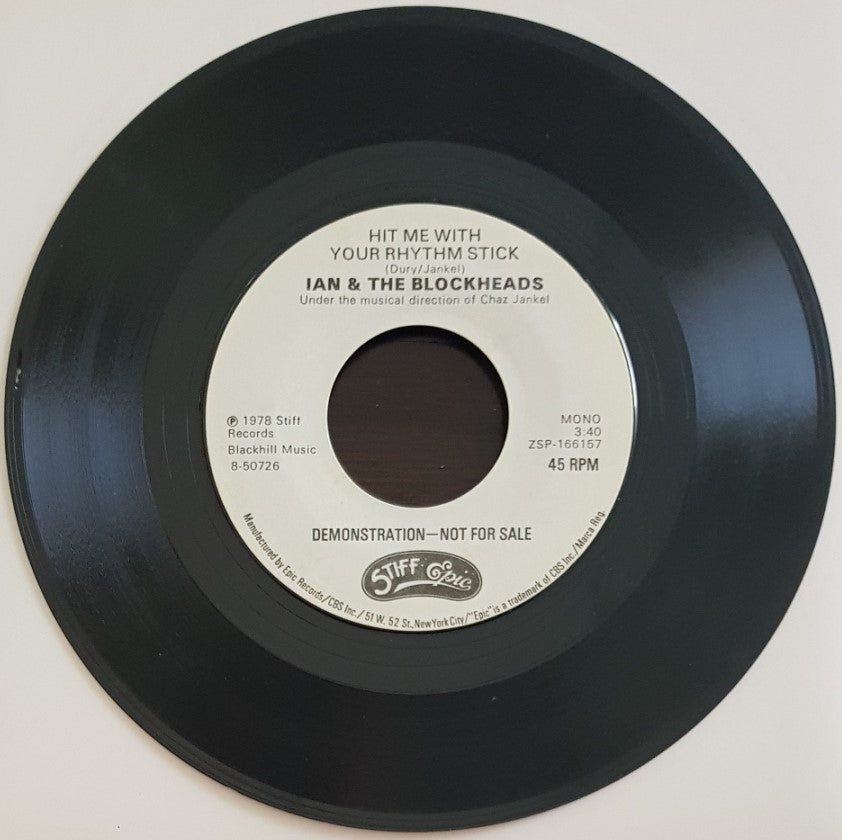 HIT ME WITH
YOUR RHYTHM STICK
(Dury/Jankel)
IAN & THE BLOCKHEADS
Under the musical direction of Chaz Jankel
℗ 1978 Stiff
Records
Blackhill Music
8-50726
MONO
3:40
ZSP-166157
45 RPM
DEMONSTRATION—NOT FOR SALE
STIFF Epic
Manufactured by Epic Records/CBS Inc./51 W. 52 St., New York City/"Epic" is a trademark of CBS Inc./Marca Reg.